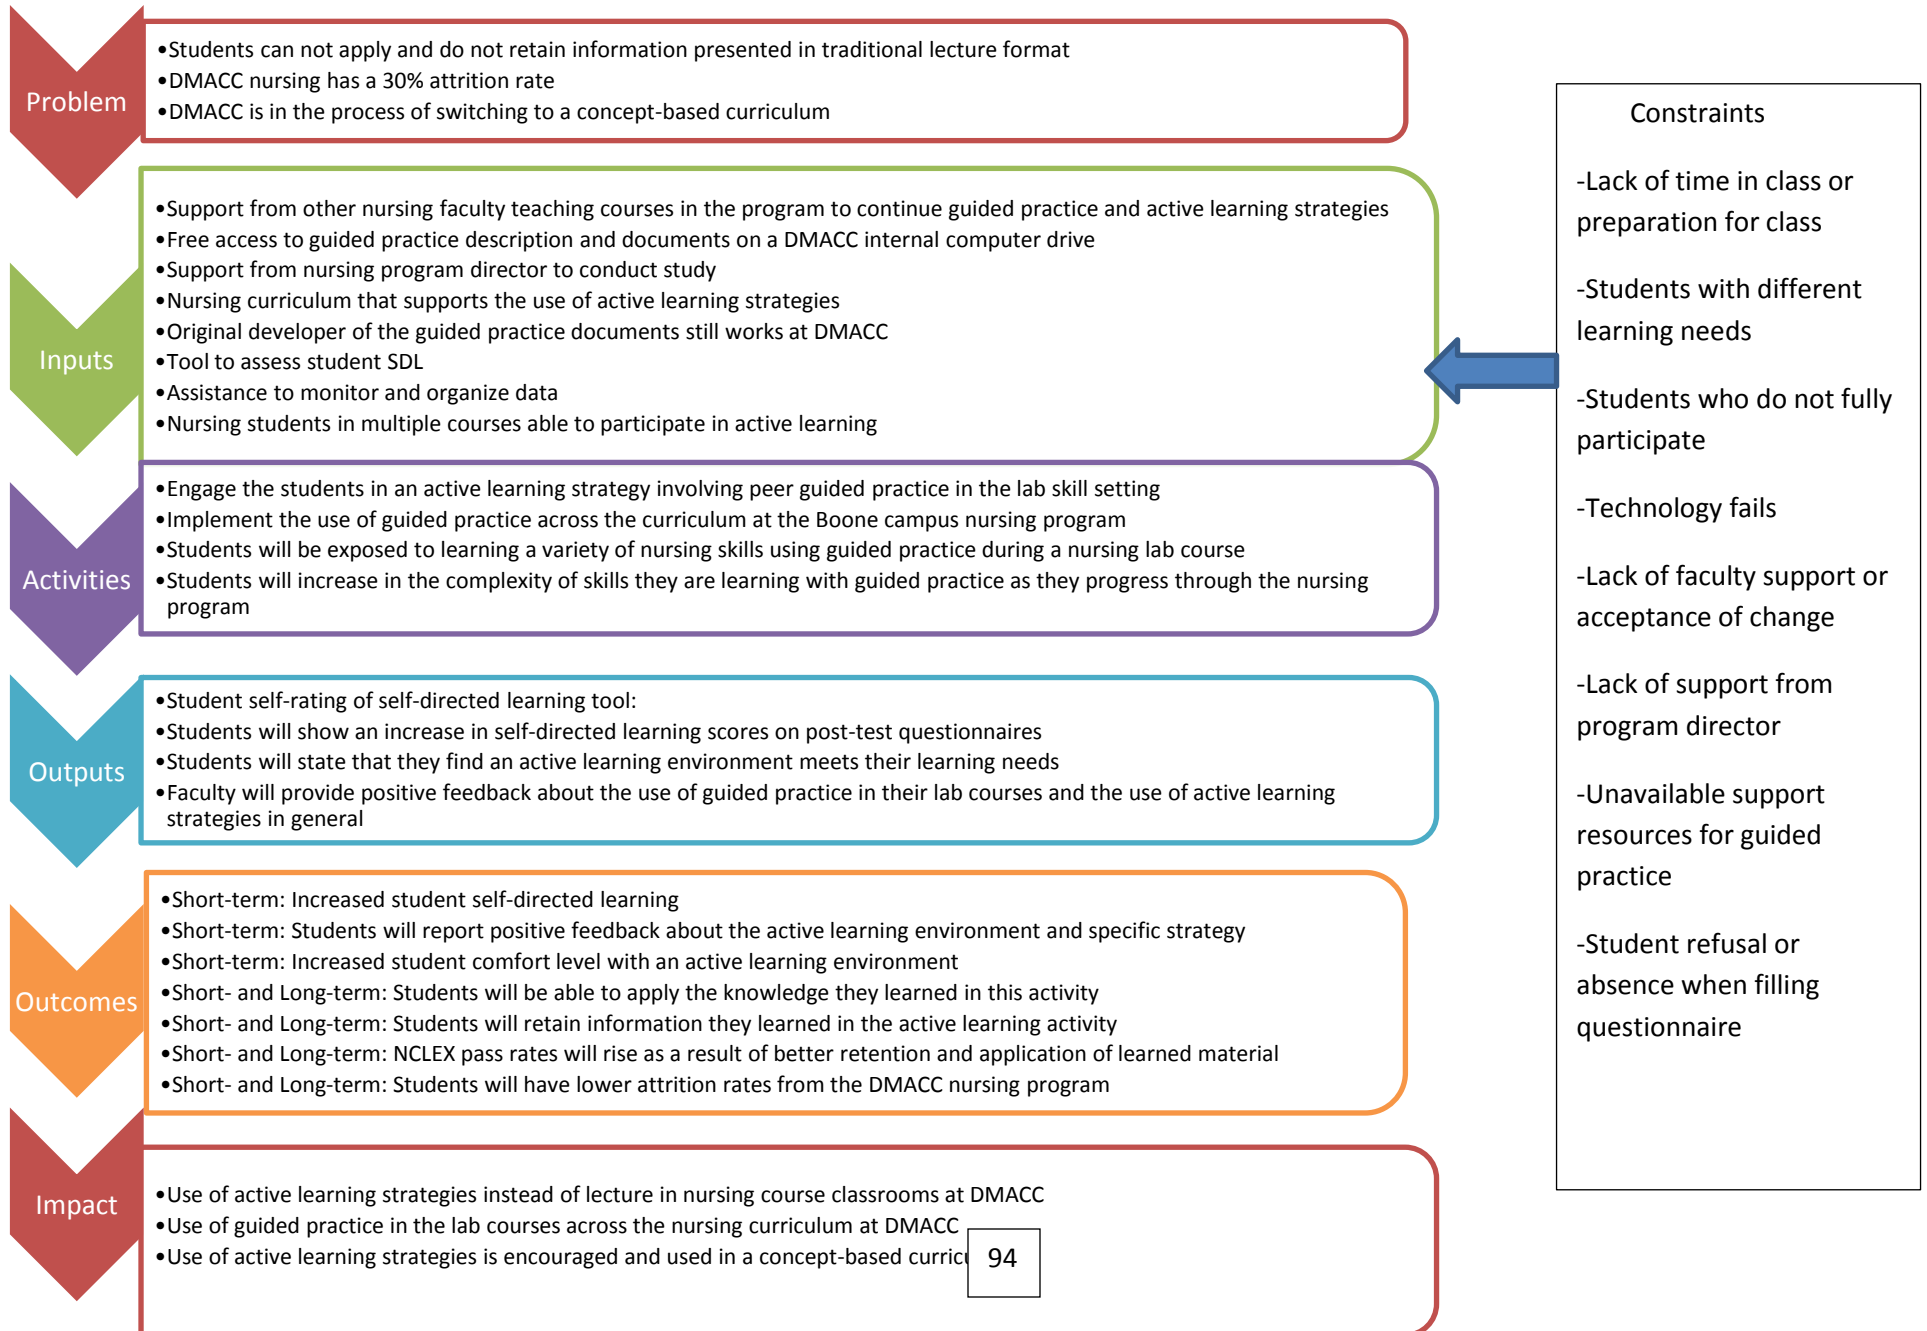 Problem
•Students can not apply and do not retain information presented in traditional lecture format
•DMACC nursing has a 30% attrition rate
•DMACC is in the process of switching to a concept-based curriculum
Inputs
•Support from other nursing faculty teaching courses in the program to continue guided practice and active learning strategies
•Free access to guided practice description and documents on a DMACC internal computer drive
•Support from nursing program director to conduct study
•Nursing curriculum that supports the use of active learning strategies
•Original developer of the guided practice documents still works at DMACC
•Tool to assess student SDL
•Assistance to monitor and organize data
•Nursing students in multiple courses able to participate in active learning
Activities
•Engage the students in an active learning strategy involving peer guided practice in the lab skill setting
•Implement the use of guided practice across the curriculum at the Boone campus nursing program
•Students will be exposed to learning a variety of nursing skills using guided practice during a nursing lab course
•Students will increase in the complexity of skills they are learning with guided practice as they progress through the nursing
program
Outputs
•Student self-rating of self-directed learning tool:
•Students will show an increase in self-directed learning scores on post-test questionnaires
•Students will state that they find an active learning environment meets their learning needs
•Faculty will provide positive feedback about the use of guided practice in their lab courses and the use of active learning
strategies in general
Outcomes
•Short-term: Increased student self-directed learning
•Short-term: Students will report positive feedback about the active learning environment and specific strategy
•Short-term: Increased student comfort level with an active learning environment
•Short- and Long-term: Students will be able to apply the knowledge they learned in this activity
•Short- and Long-term: Students will retain information they learned in the active learning activity
•Short- and Long-term: NCLEX pass rates will rise as a result of better retention and application of learned material
•Short- and Long-term: Students will have lower attrition rates from the DMACC nursing program
Impact
•Use of active learning strategies instead of lecture in nursing course classrooms at DMACC
•Use of guided practice in the lab courses across the nursing curriculum at DMACC
•Use of active learning strategies is encouraged and used in a concept-based
94
Constraints
-Lack of time in class or
preparation for class
-Students with different
learning needs
-Students who do not fully
participate
-Technology fails
-Lack of faculty support or
acceptance of change
-Lack of support from
program director
-Unavailable support
resources for guided
practice
-Student refusal or
absence when filling
questionnaire